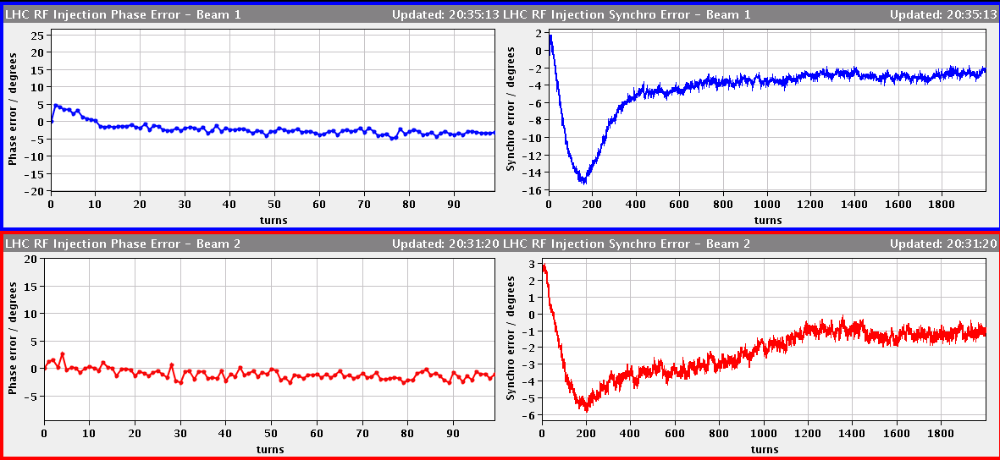 LHC RF Injection Phase Error - Beam 1 Updated: 20:35:13
25
20
15
10
5
0
-5
-10
-15
-20
Phase error / degrees
0 10 20 30 40 50 60 70 80 90
turns
LHC RF Injection Synchro Error - Beam 1 Updated: 20:35:13
2
0
-2
-4
-6
-8
-10
-12
-14
-16
Synchro error / degrees
0 200 400 600 800 1000 1200 1400 1600 1800
turns
LHC RF Injection Phase Error - Beam 2 Updated: 20:31:20
20
15
10
5
0
-5
Phase error / degrees
0 10 20 30 40 50 60 70 80 90
turns
LHC RF Injection Synchro Error - Beam 2 Updated: 20:31:20
3
2
1
0
-1
-2
-3
-4
-5
-6
Synchro error / degrees
0 200 400 600 800 1000 1200 1400 1600 1800
turns